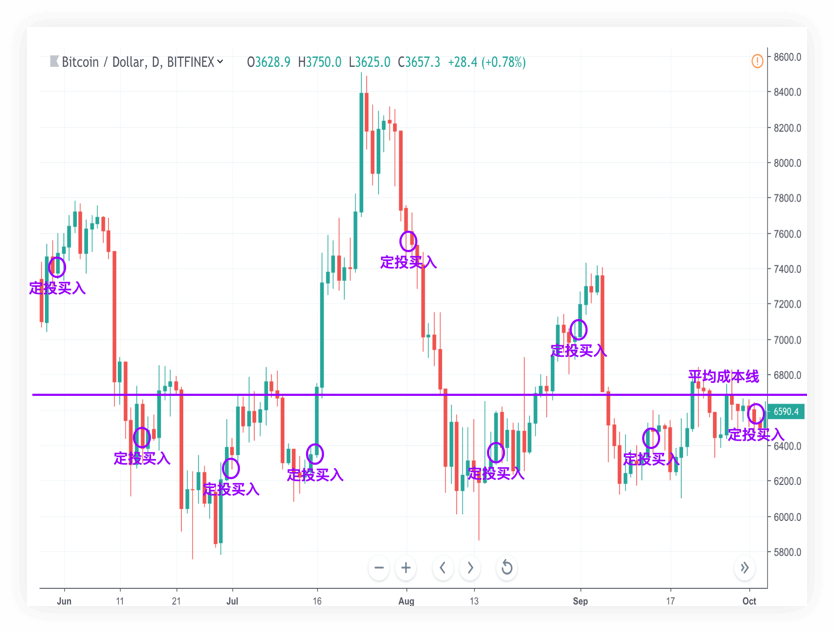 Bitcoin / Dollar, D, BITFINEX O3628.9 H3750.0 L3625.0 C3657.3 +28.4 (+0.78%)
8600.0
8400.0
8200.0
8000.0
7800.0
7600.0
定投买入
7400.0
定投买入
7200.0
7000.0
定投买入
平均成本线
6800.0
6590.4
定投买入
6400.0
定投买入
定投买入
定投买入
定投买入
6200.0
定投买入
6000.0
5800.0
Jun 11 21 Jul 16 Aug 13 Sep 17 Oct